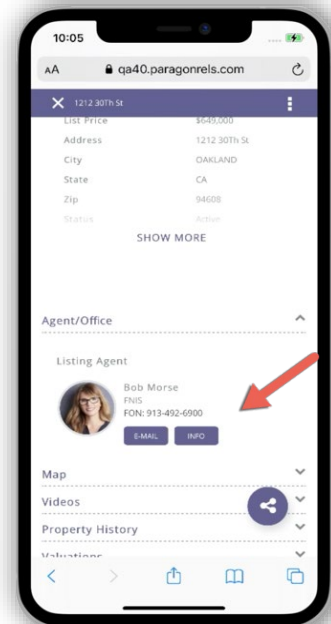 10:05
AA qa40.paragonrels.com
1212 30Th St
List Price $649,000
Address 1212 30Th St
City OAKLAND
State CA
Zip 94608
Status Active
SHOW MORE
Agent/Office
Listing Agent
Bob Morse
FNIS
FON: 913-492-6900
E-MAIL INFO
Map
Videos
Property History
Valuations